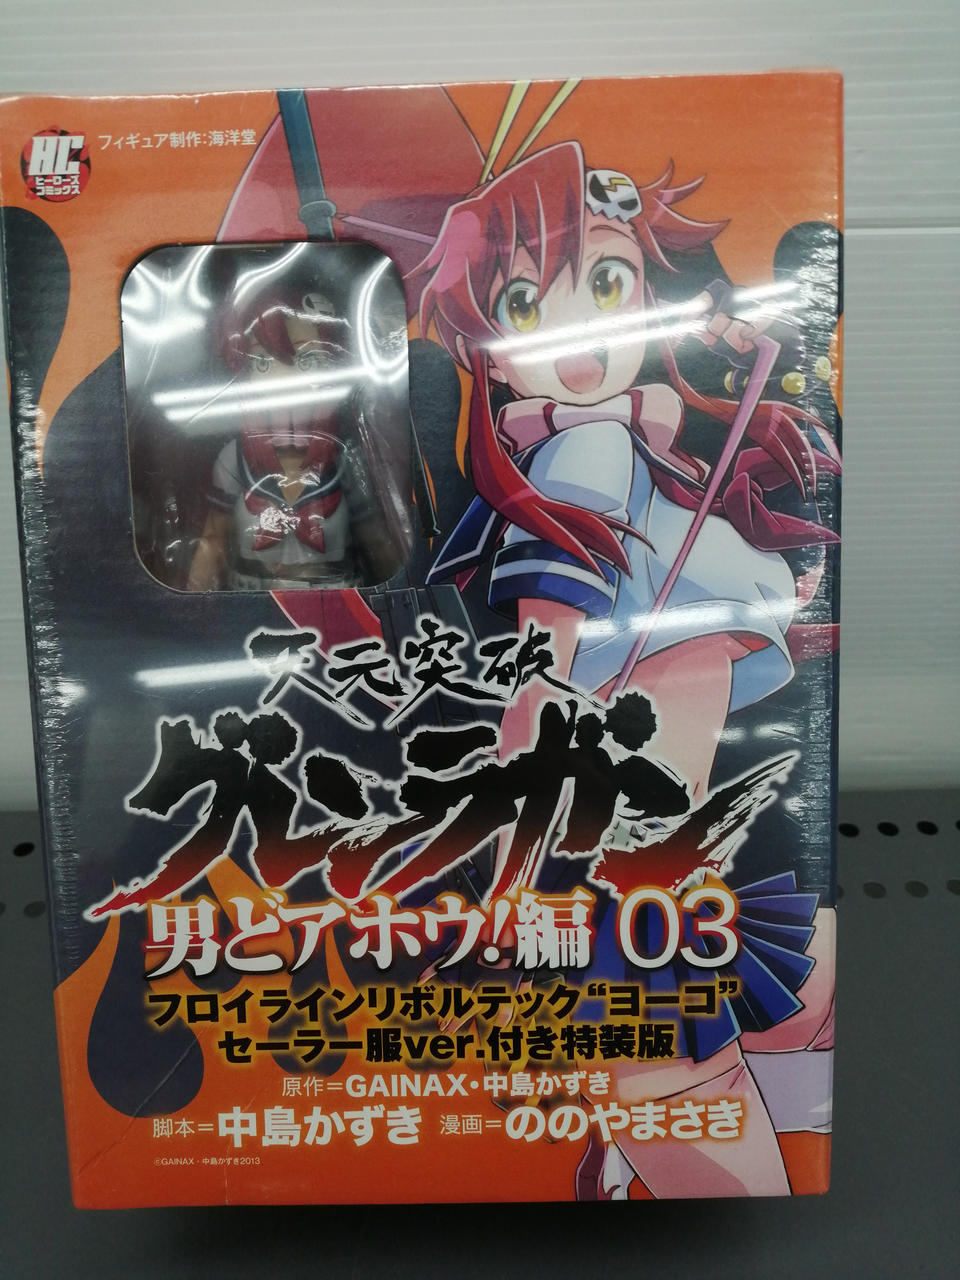 HC
ヒーローズ
コミックス
フィギュア制作:海洋堂
天元突破
グレンラガン
男どアホウ!編 03
フロイラインリボルテック“ヨーコ”
セーラー服ver.付き特装版
原作=GAINAX・中島かずき
脚本=中島かずき 漫画=ののやまさき
©GAINAX・中島かずき2013